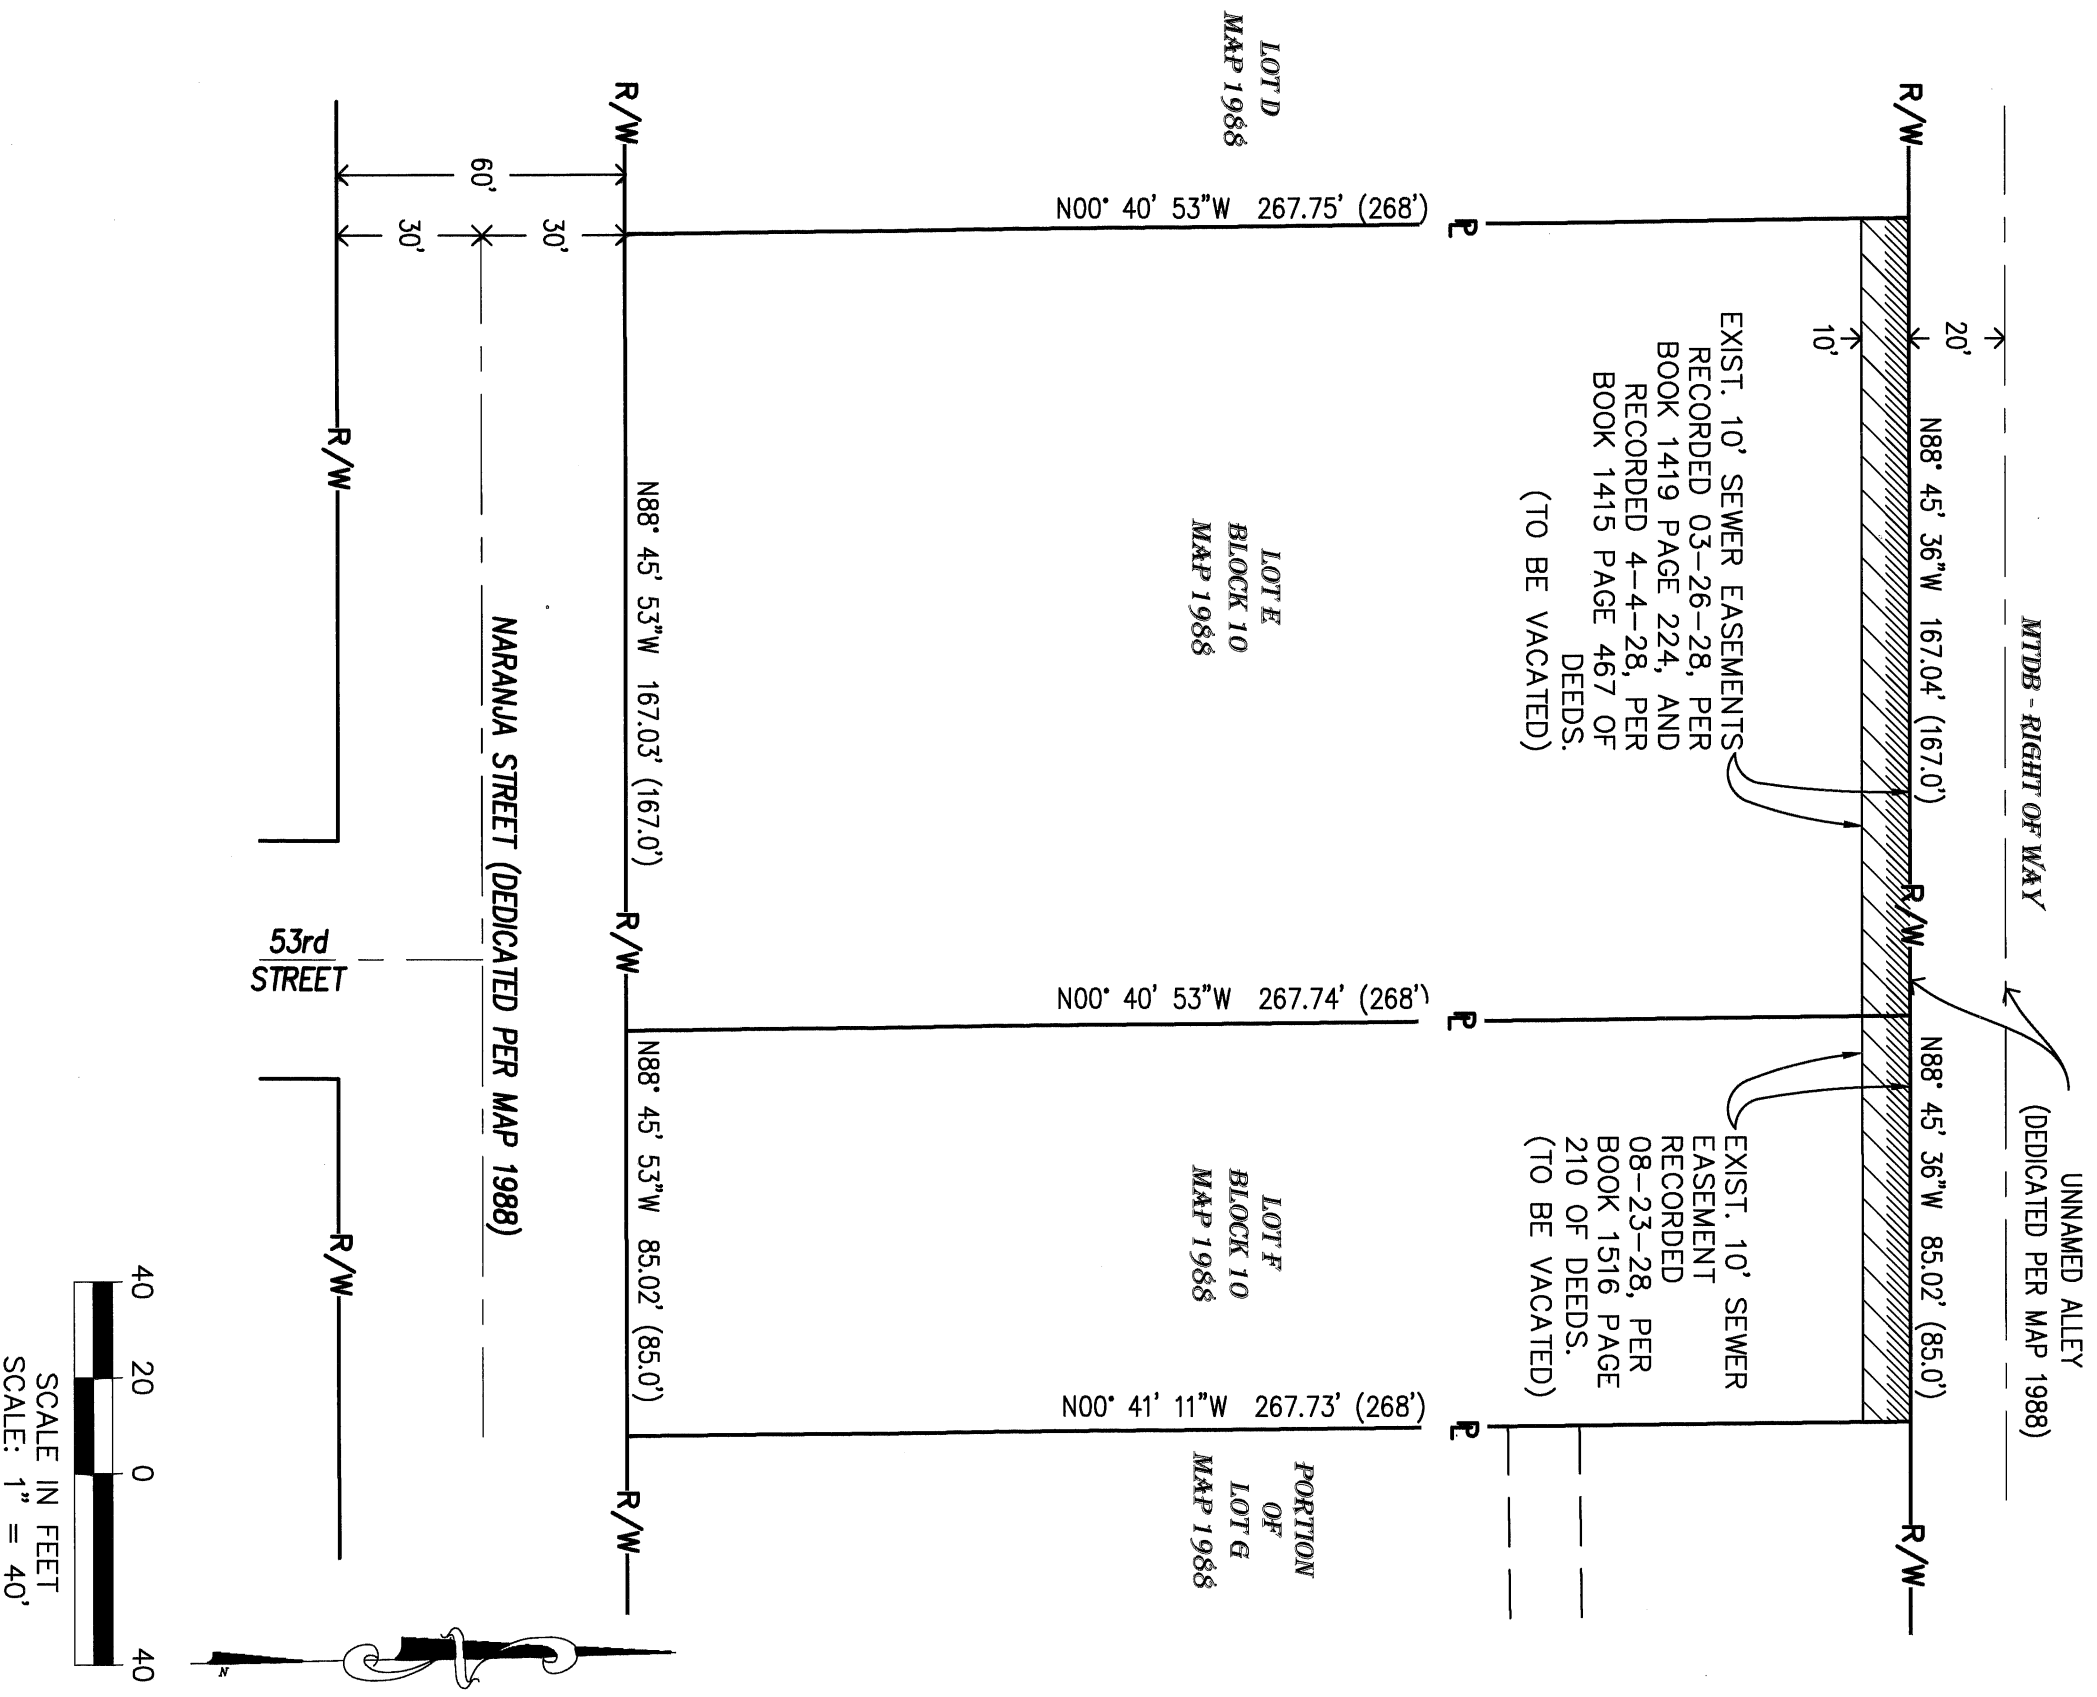 UNNAMED ALLEY
(DEDICATED PER MAP 1988)
MTDB - RIGHT OF WAY
R/W
N88° 45' 36"W 167.04' (167.0')
R/W
N88° 45' 36"W 85.02' (85.0')
R/W
20'
10'
EXIST. 10' SEWER EASEMENTS
RECORDED 03-26-28, PER
BOOK 1419 PAGE 224, AND
RECORDED 4-4-28, PER
BOOK 1415 PAGE 467 OF
DEEDS.
(TO BE VACATED)
EXIST. 10' SEWER
EASEMENT
RECORDED
08-23-28, PER
BOOK 1516 PAGE
210 OF DEEDS.
(TO BE VACATED)
PL
PL
PL
N00° 40' 53"W 267.75' (268')
N00° 40' 53"W 267.74' (268')
N00° 41' 11"W 267.73' (268')
LOT D
MAP 1988
LOT E
BLOCK 10
MAP 1988
LOT F
BLOCK 10
MAP 1988
PORTION
OF
LOT G
MAP 1988
R/W
N88° 45' 53"W 167.03' (167.0')
R/W
N88° 45' 53"W 85.02' (85.0')
R/W
60'
30'
30'
NARANJA STREET (DEDICATED PER MAP 1988)
R/W
R/W
53rd
STREET
N
40 20 0 40
SCALE IN FEET
SCALE: 1" = 40'